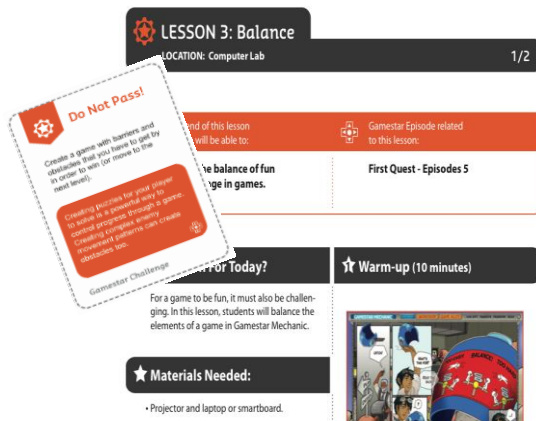 LESSON 3: Balance
LOCATION: Computer Lab
1/2
Do Not Pass!
Create a game with barriers and
obstacles that you have to get by
in order to win (or move to the
next level).
Creating puzzles for your player
to solve is a powerful way to
control progress through a game.
Creating complex enemy
movement patterns can create
obstacles too.
Gamestar Challenge
end of this lesson
will be able to:
Gamestar Episode related
to this lesson:
balance of fun
in games.
First Quest - Episodes 5
For Today?
Warm-up (10 minutes)
For a game to be fun, it must also be challen-
ging. In this lesson, students will balance the
elements of a game in Gamestar Mechanic.
Materials Needed:
• Projector and laptop or smartboard.